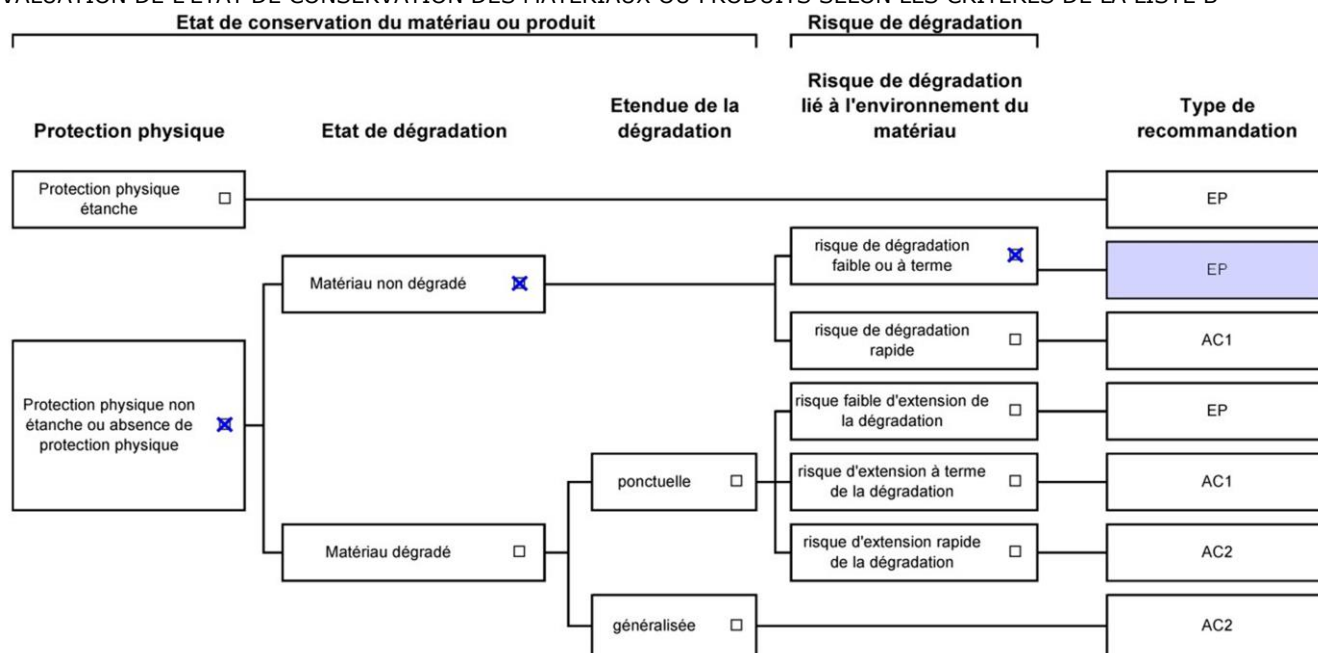 EVALUATION DE L'ETAT DE CONSERVATION DES MATERIAUX OU PRODUITS SELON LES CRITERES DE LA LISTE B
Etat de conservation du matériau ou produit
Risque de dégradation
Protection physique
Etat de dégradation
Etendue de la
dégradation
Risque de dégradation
lié à l'environnement du
matériau
Type de
recommandation
Protection physique
étanche
EP
risque de dégradation
faible ou à terme
EP
Matériau non dégradé
risque de dégradation
rapide
AC1
Protection physique non
étanche ou absence de
protection physique
risque faible d'extension de
la dégradation
EP
ponctuelle
risque d'extension à terme
de la dégradation
AC1
Matériau dégradé
risque d'extension rapide
de la dégradation
AC2
généralisée
AC2